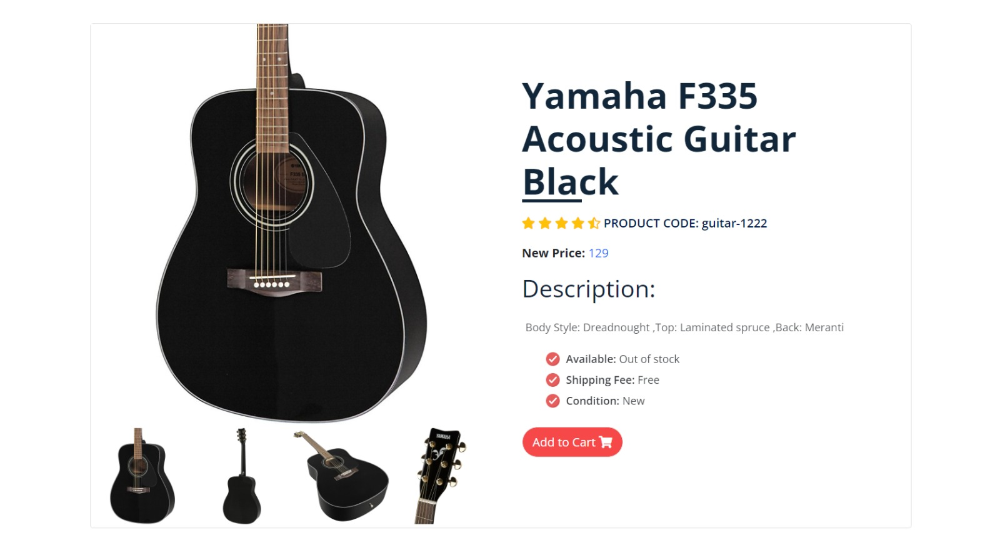 Yamaha F335
Acoustic Guitar
Black
PRODUCT CODE: guitar-1222
New Price: 129
Description:
Body Style: Dreadnought ,Top: Laminated spruce ,Back: Meranti
Available: Out of stock
Shipping Fee: Free
Condition: New
Add to Cart
F335
YAMAHA